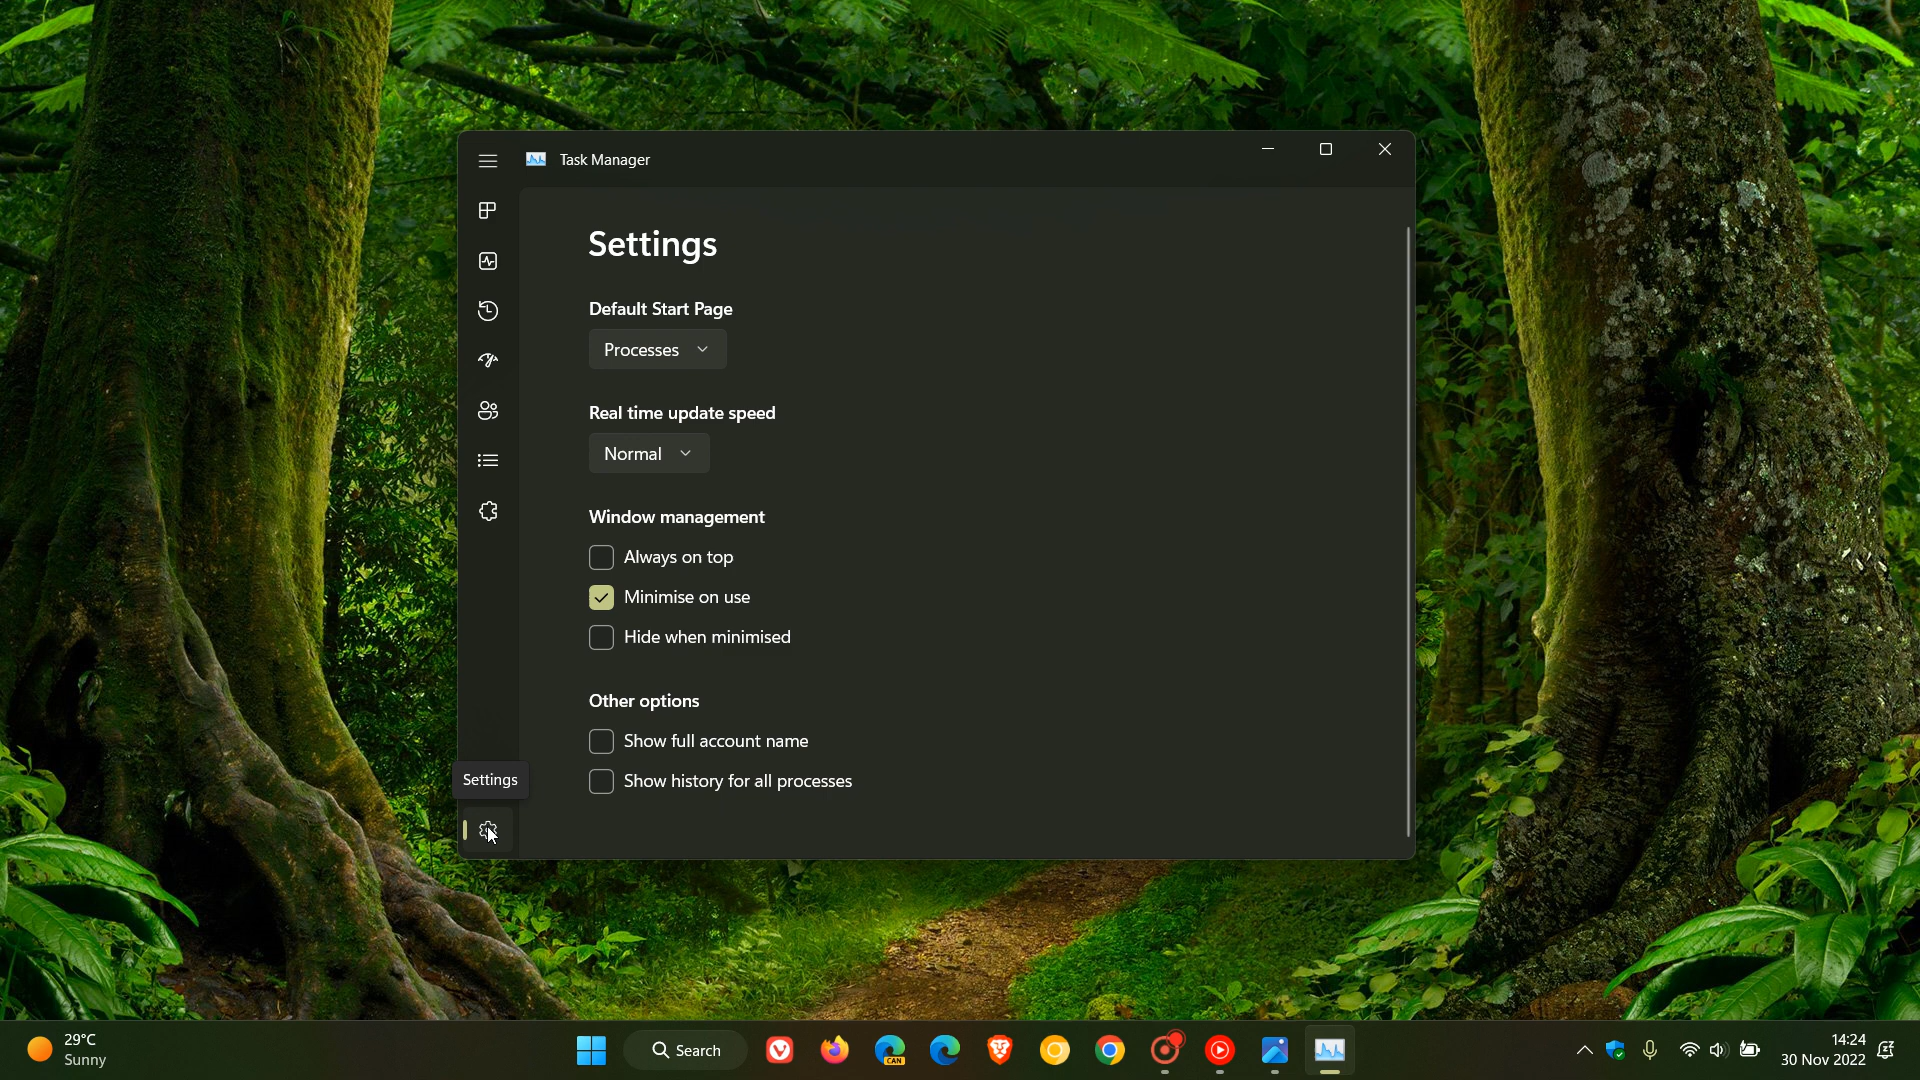 Task Manager
Settings
Default Start Page
Processes
Real time update speed
Normal
Window management
Always on top
Minimise on use
Hide when minimised
Other options
Show full account name
Show history for all processes
Settings
29°C
Sunny
Search
CAN
14:24
30 Nov 2022